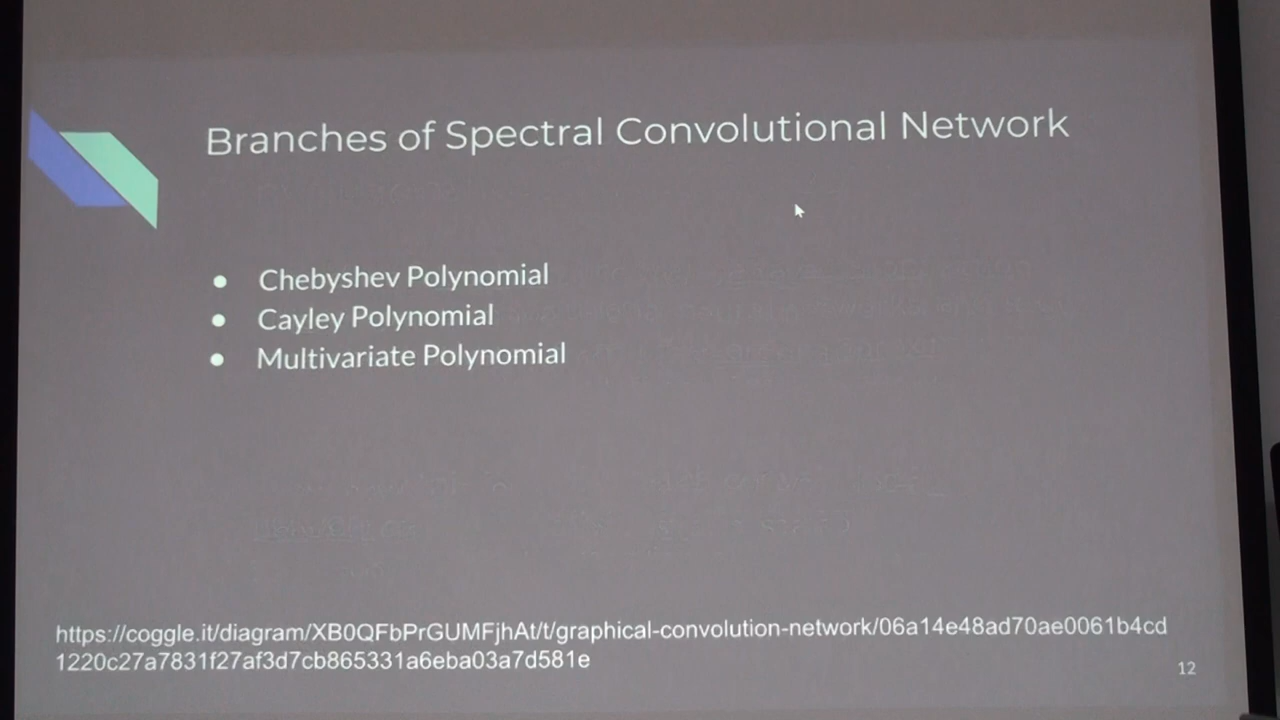 Branches of Spectral Convolutional Network
● Chebyshev Polynomial
● Cayley Polynomial
● Multivariate Polynomial
https://coggle.it/diagram/XB0QFbPrGUMFjhAt/t/graphical-convolution-network/06a14e48ad70ae0061b4cd
1220c27a7831f27af3d7cb865331a6eba03a7d581e
12